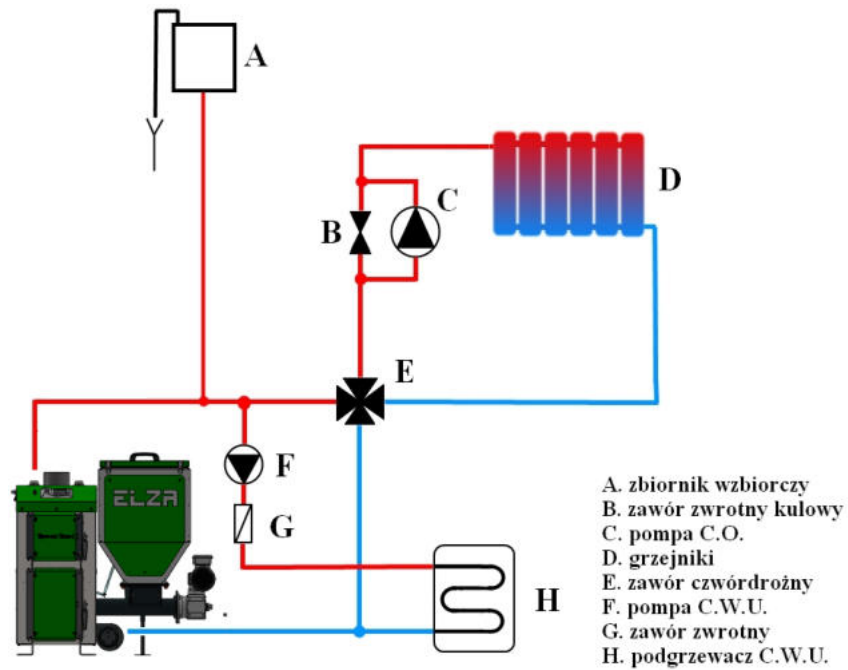 A
B
C
D
E
F
G
H
ELZA
A. zbiornik wzbiorczy
B. zawór zwrotny kulowy
C. pompa C.O.
D. grzejniki
E. zawór czwórdrożny
F. pompa C.W.U.
G. zawór zwrotny
H. podgrzewacz C.W.U.